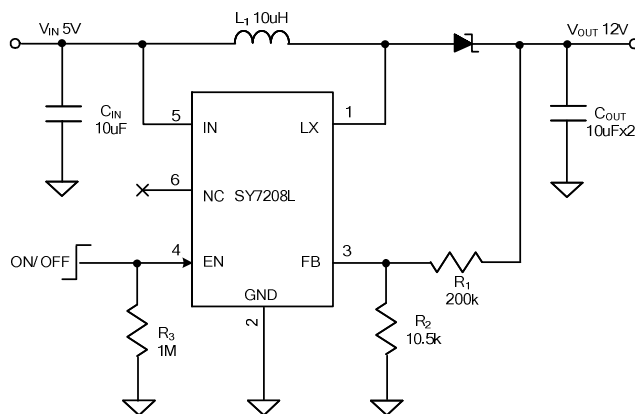 L1 10uH
VIN 5V
VOUT 12V
CIN
10uF
5
IN
LX
1
COUT
10uFx2
6
NC
SY7208L
ON/OFF
4
EN
FB
3
GND
2
R1
200k
R3
1M
R2
10.5k